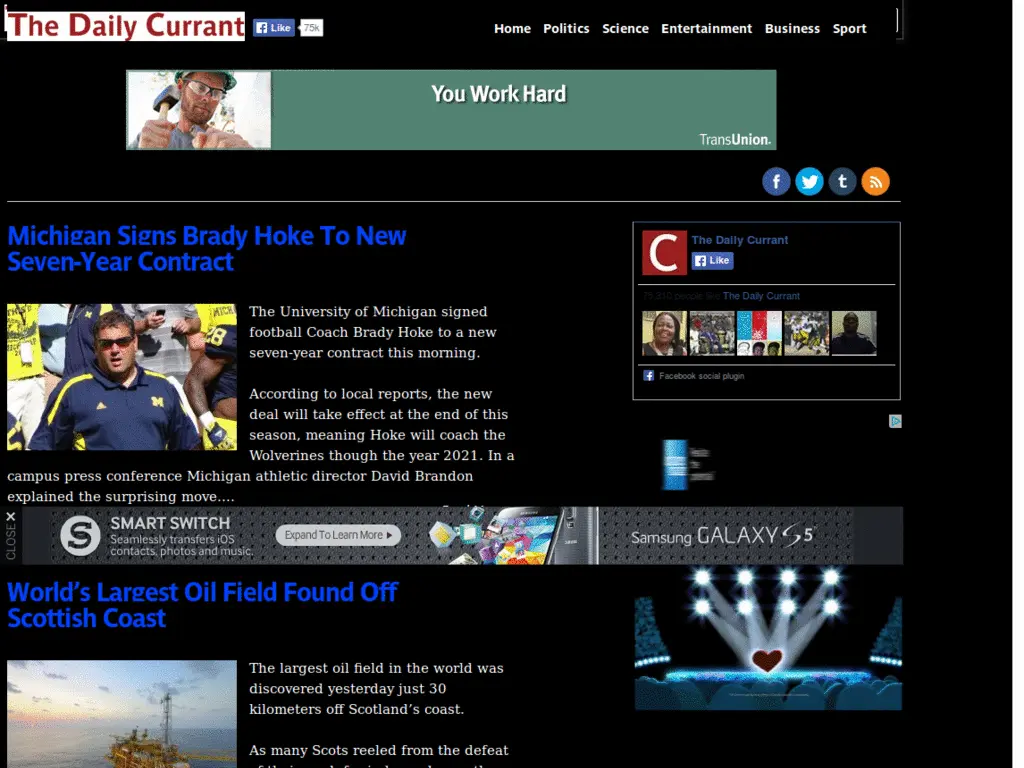 The Daily Currant
Like 75k
Home Politics Science Entertainment Business Sport
You Work Hard
TransUnion.
Michigan Signs Brady Hoke To New
Seven-Year Contract
The University of Michigan signed
football Coach Brady Hoke to a new
seven-year contract this morning.
According to local reports, the new
deal will take effect at the end of this
season, meaning Hoke will coach the
Wolverines though the year 2021. In a
campus press conference Michigan athletic director David Brandon
explained the surprising move....
The Daily Currant
Like
people like The Daily Currant
Facebook social plugin
CLOSE X
SMART SWITCH
Seamlessly transfers iOS
contacts, photos and music.
Expand To Learn More
Samsung GALAXY S5
World's Largest Oil Field Found Off
Scottish Coast
The largest oil field in the world was
discovered yesterday just 30
kilometers off Scotland's coast.
As many Scots reeled from the defeat